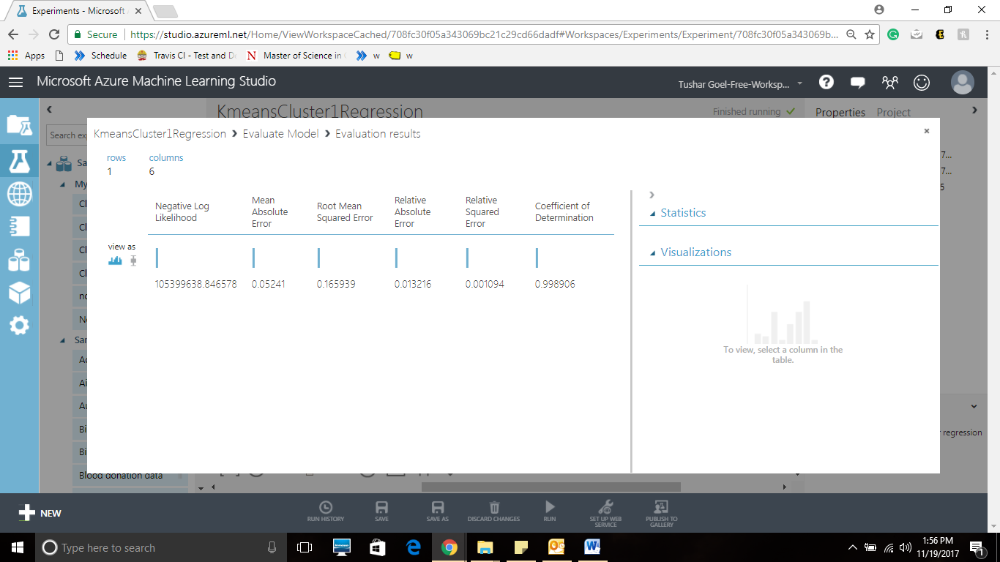 Experiments - Microsoft
Secure
https://studio.azureml.net/Home/ViewWorkspaceCached/708fc30f05a343069bc21c29cd66dadf#Workspaces/Experiments/Experiment/708fc30f05a343069b...
Apps Schedule Travis CI - Test and D Master of Science in w w
Microsoft Azure Machine Learning Studio
Tushar Goel-Free-Worksp...
KmeansCluster1Regression
Finished running
Properties Project
Search ex
KmeansCluster1Regression > Evaluate Model > Evaluation results
rows columns
1 6
Sa
My
Cl
Cl
Cl
Cl
no
N
Sar
Ac
Ai
Au
Bi
Bi
Blood donation data
7...
7...
5
Negative Log Likelihood
Mean Absolute Error
Root Mean Squared Error
Relative Absolute Error
Relative Squared Error
Coefficient of Determination
view as
105399638.846578 0.05241 0.165939 0.013216 0.001094 0.998906
Statistics
Visualizations
To view, select a column in the
table.
regression
NEW
RUN HISTORY
SAVE
SAVE AS
DISCARD CHANGES
RUN
SET UP WEB
SERVICE
PUBLISH TO
GALLERY
Type here to search
1:56 PM
11/19/2017
1